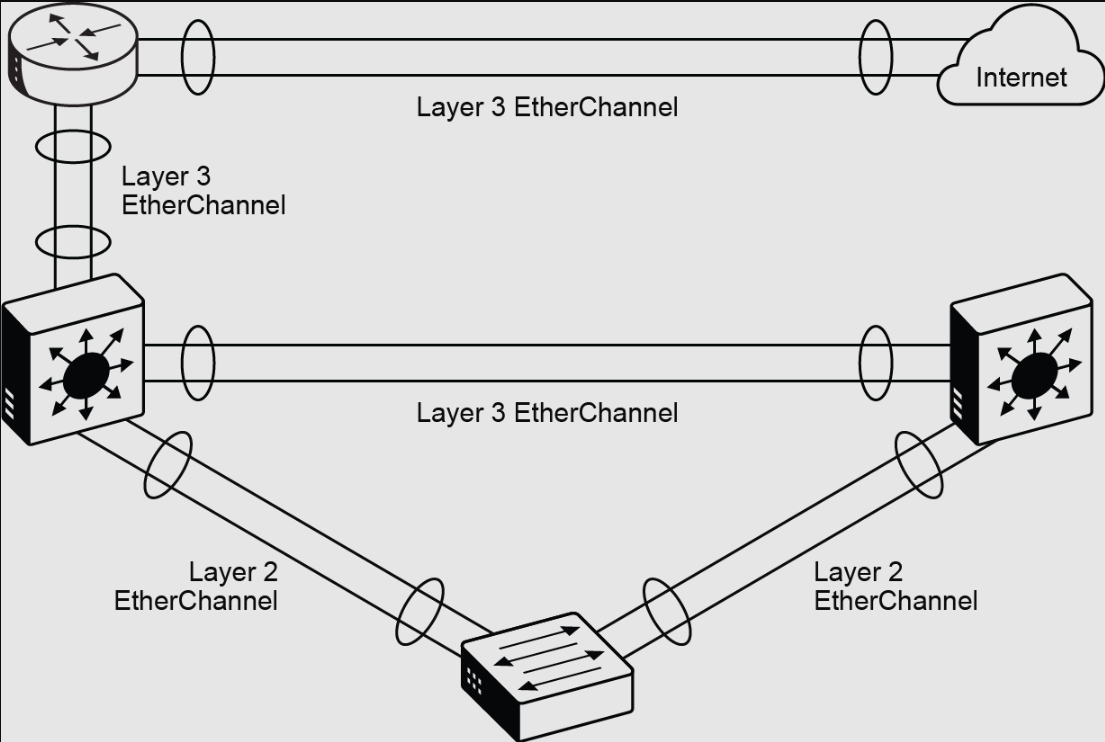 Internet
Layer 3 EtherChannel
Layer 3
EtherChannel
Layer 3 EtherChannel
Layer 2
EtherChannel
Layer 2
EtherChannel